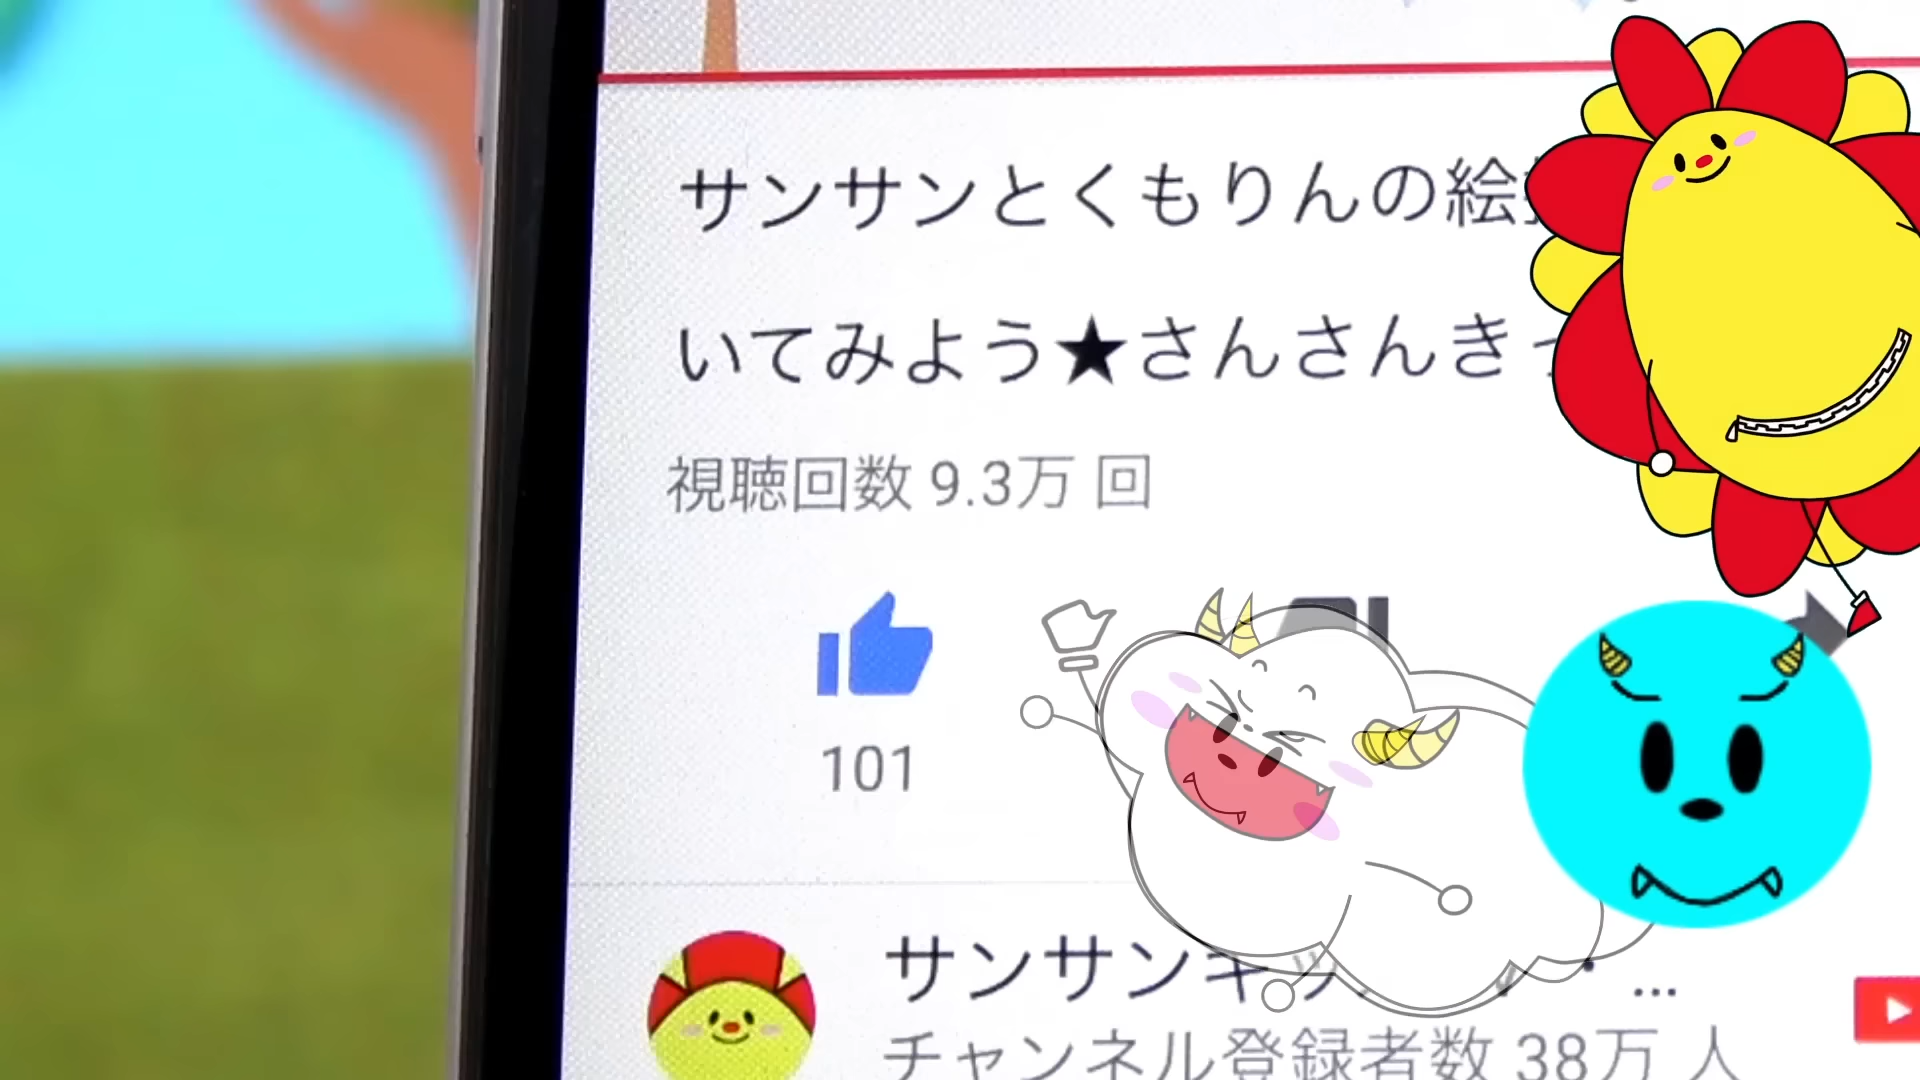 サンサンとくもりんの絵
いてみよう★さんさんきっ
視聴回数 9.3万 回
101
サンサンキッ
...
チャンネル登録者数 38万 人